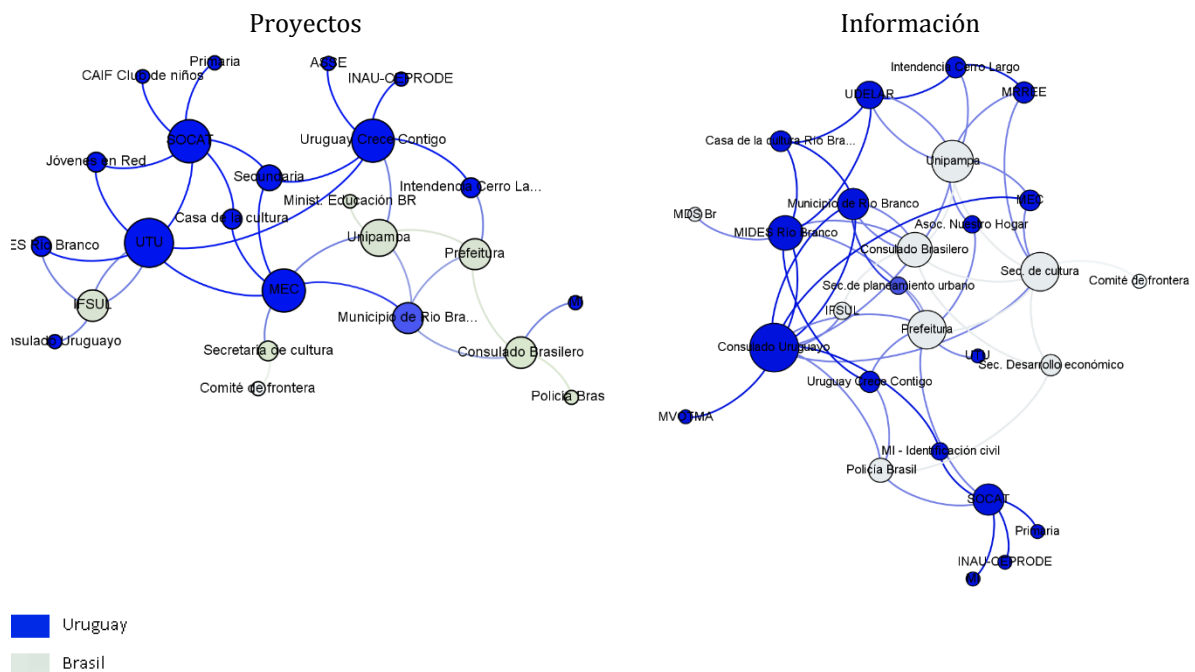 Proyectos
Primaria
CAIF Club de niños
ASSE
INAU-CEPRODE
SOCAT
Uruguay Crece Contigo
Jóvenes en Red
Secundaria
Minist. Educación BR
Intendencia Cerro La...
Casa de la cultura
UTU
Unipampa
Prefeitura
ES Rio Branco
MEC
IFSUL
MI
Municipio de Rio Bra...
nsulado Uruguayo
Secretaría de cultura
Consulado Brasilero
Comité de frontera
Policía Bras
Información
Intendencia Cerro Largo
UDELAR
MRREE
Casa de la cultura Río Bra...
Unipampa
MDS Br
Municipio de Rio Branco
MEC
MIDES Rio Branco
Asoc. Nuestro Hogar
Consulado Brasilero
Sec. de cultura
Comité de frontera
Sec.de planeamiento urbano
IFSUL
Prefeitura
Consulado Uruguayo
UTU
Sec. Desarrollo económico
Uruguay Crece Contigo
MVOTMA
MI - Identificación civil
Policía Brasil
SOCAT
Primaria
INAU-CEPRODE
MI
Uruguay
Brasil